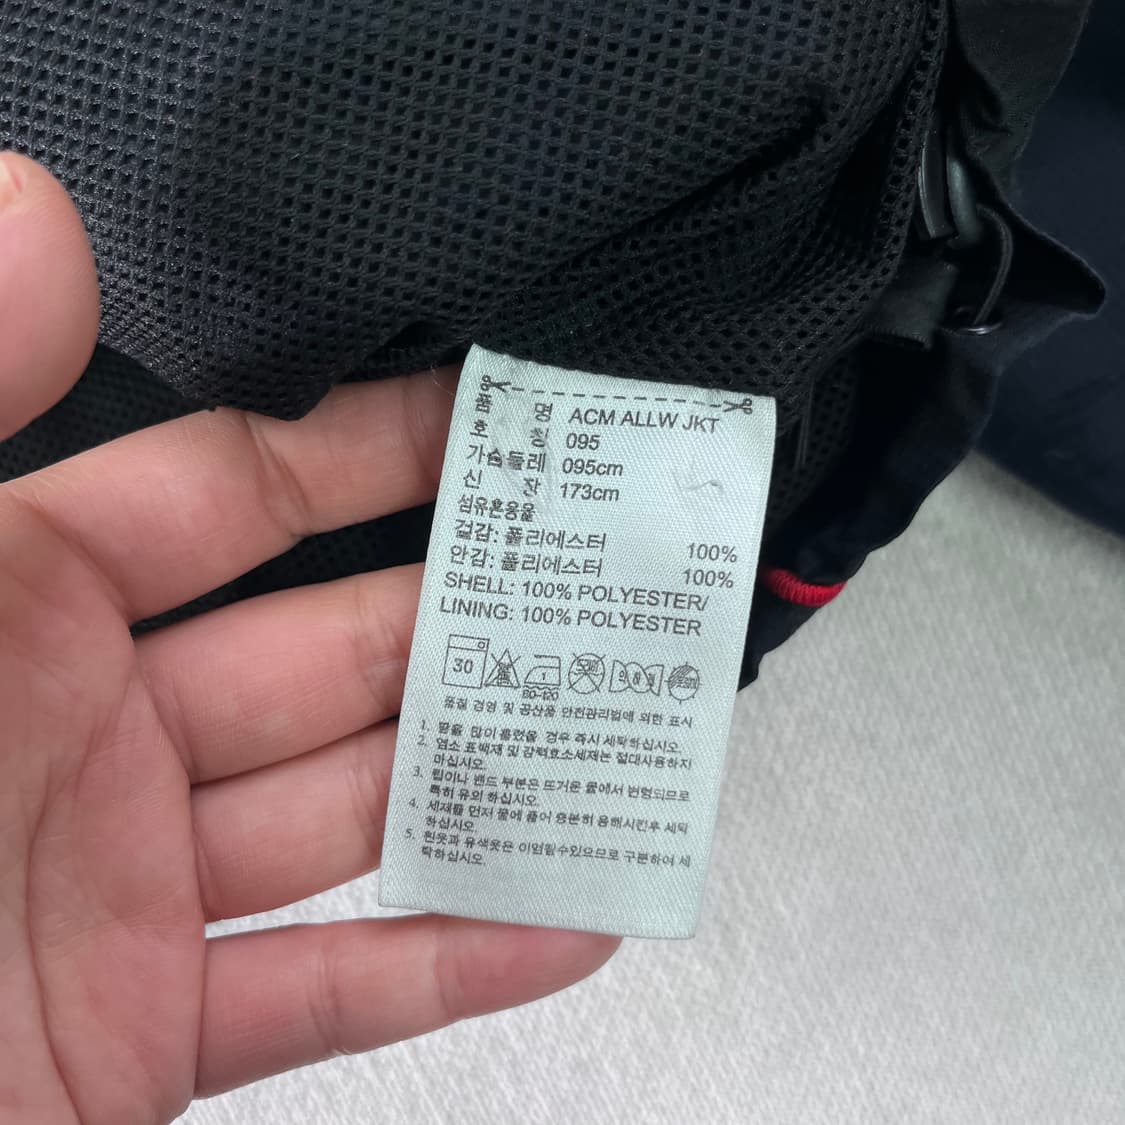 품 명 ACM ALLW JKT
호 칭 095
가슴둘레 095cm
신 장 173cm
섬유혼용율
겉감: 폴리에스터 100%
안감: 폴리에스터 100%
SHELL: 100% POLYESTER/
LINING: 100% POLYESTER
30
80-120
품질 경영 및 공산품 안전관리법에 의한 표시
1. 땀을 많이 흘렸을 경우 즉시 세탁하십시오.
2. 염소 표백제 및 강력효소세제는 절대사용하지
마십시오.
3. 립이나 밴드 부분은 뜨거운 물에서 변형되므로
특히 유의 하십시오.
4. 세제를 먼저 물에 풀어 충분히 용해시킨후 세탁
하십시오.
5. 흰옷과 유색옷은 이염될수있으므로 구분하여 세
탁하십시오.